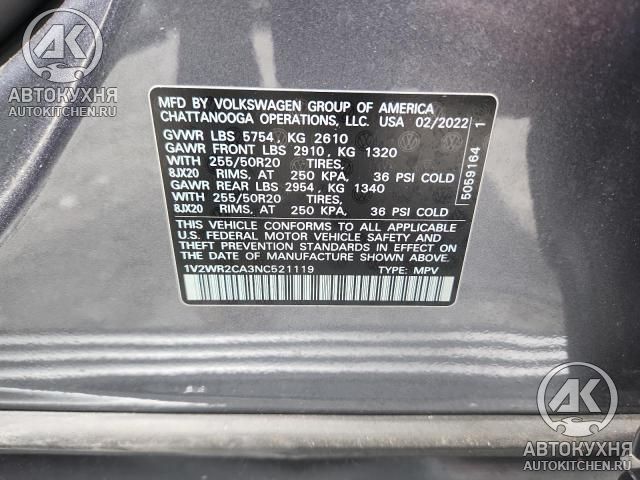 AK
АВТОКУХНЯ
AUTOKITCHEN.RU
MFD BY VOLKSWAGEN GROUP OF AMERICA
CHATTANOOGA OPERATIONS, LLC. USA 02/2022
GVWR LBS 5754, KG 2610
GAWR FRONT LBS 2910, KG 1320
WITH 255/50R20 TIRES,
8JX20 RIMS, AT 250 KPA, 36 PSI COLD
GAWR REAR LBS 2954, KG 1340
WITH 255/50R20 TIRES,
8JX20 RIMS, AT 250 KPA, 36 PSI COLD
THIS VEHICLE CONFORMS TO ALL APPLICABLE
U.S. FEDERAL MOTOR VEHICLE SAFETY AND
THEFT PREVENTION STANDARDS IN EFFECT ON
THE DATE OF MANUFACTURE SHOWN ABOVE.
1V2WR2CA3NC521119 TYPE: MPV
5059164 1
AK
АВТОКУХНЯ
AUTOKITCHEN.RU